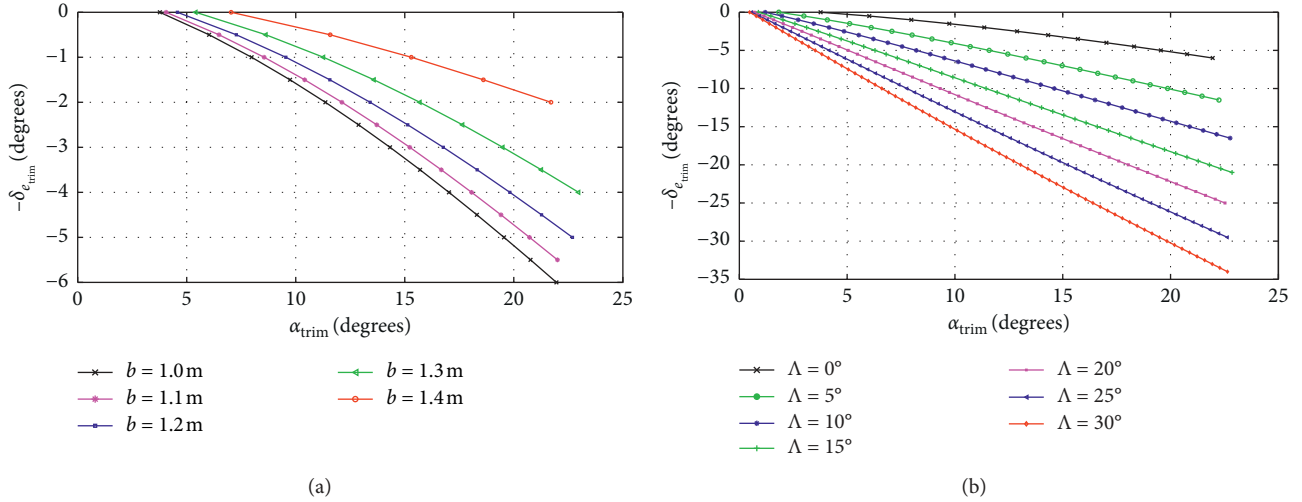 −0
−1
−2
−3
−4
−5
−6
−δe_trim (degrees)
0
5
10
15
20
25
α_trim (degrees)
b = 1.0 m
b = 1.1 m
b = 1.2 m
b = 1.3 m
b = 1.4 m
(a)
−0
−5
−10
−15
−20
−25
−30
−35
−δe_trim (degrees)
0
5
10
15
20
25
α_trim (degrees)
Λ = 0°
Λ = 5°
Λ = 10°
Λ = 15°
Λ = 20°
Λ = 25°
Λ = 30°
(b)